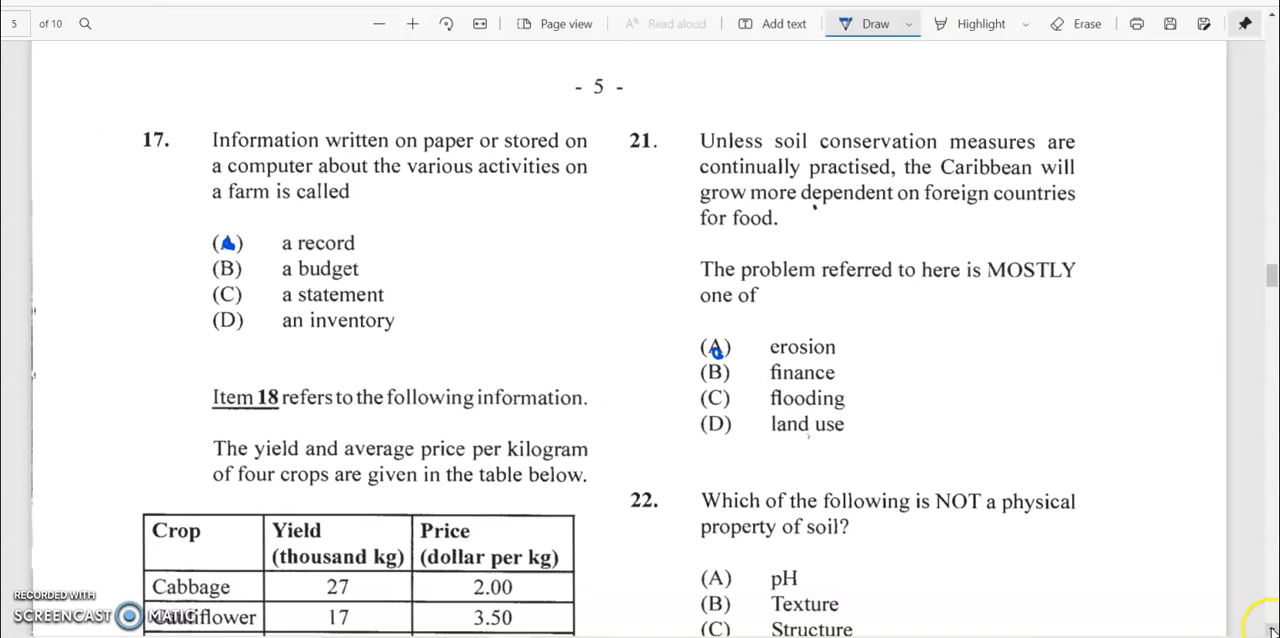 5 of 10 Page view Read aloud Add text Draw Highlight Erase
- 5 -
17. Information written on paper or stored on
a computer about the various activities on
a farm is called
(A) a record
(B) a budget
(C) a statement
(D) an inventory
Item 18 refers to the following information.
The yield and average price per kilogram
of four crops are given in the table below.
Crop Yield Price
(thousand kg) (dollar per kg)
Cabbage 27 2.00
Cauliflower 17 3.50
21. Unless soil conservation measures are
continually practised, the Caribbean will
grow more dependent on foreign countries
for food.
The problem referred to here is MOSTLY
one of
(A) erosion
(B) finance
(C) flooding
(D) land use
22. Which of the following is NOT a physical
property of soil?
(A) pH
(B) Texture
(C) Structure
RECORDED WITH
SCREENCAST MATIC